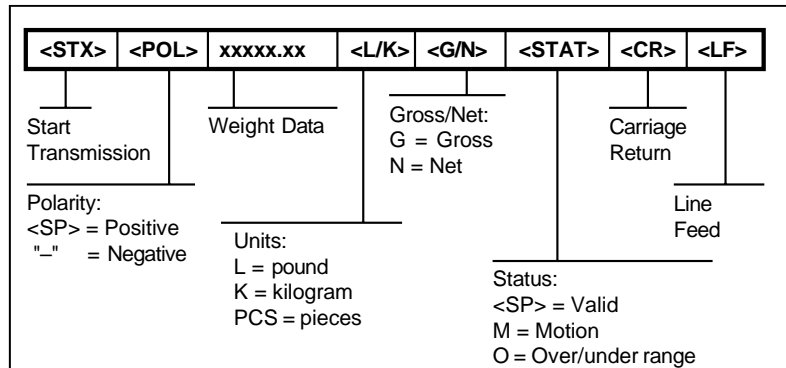 <STX> <POL> xxxxx.xx <L/K> <G/N> <STAT> <CR> <LF>
Start
Transmission
Weight Data
Gross/Net:
G = Gross
N = Net
Carriage
Return
Polarity:
<SP> = Positive
"–" = Negative
Units:
L = pound
K = kilogram
PCS = pieces
Line
Feed
Status:
<SP> = Valid
M = Motion
O = Over/under range